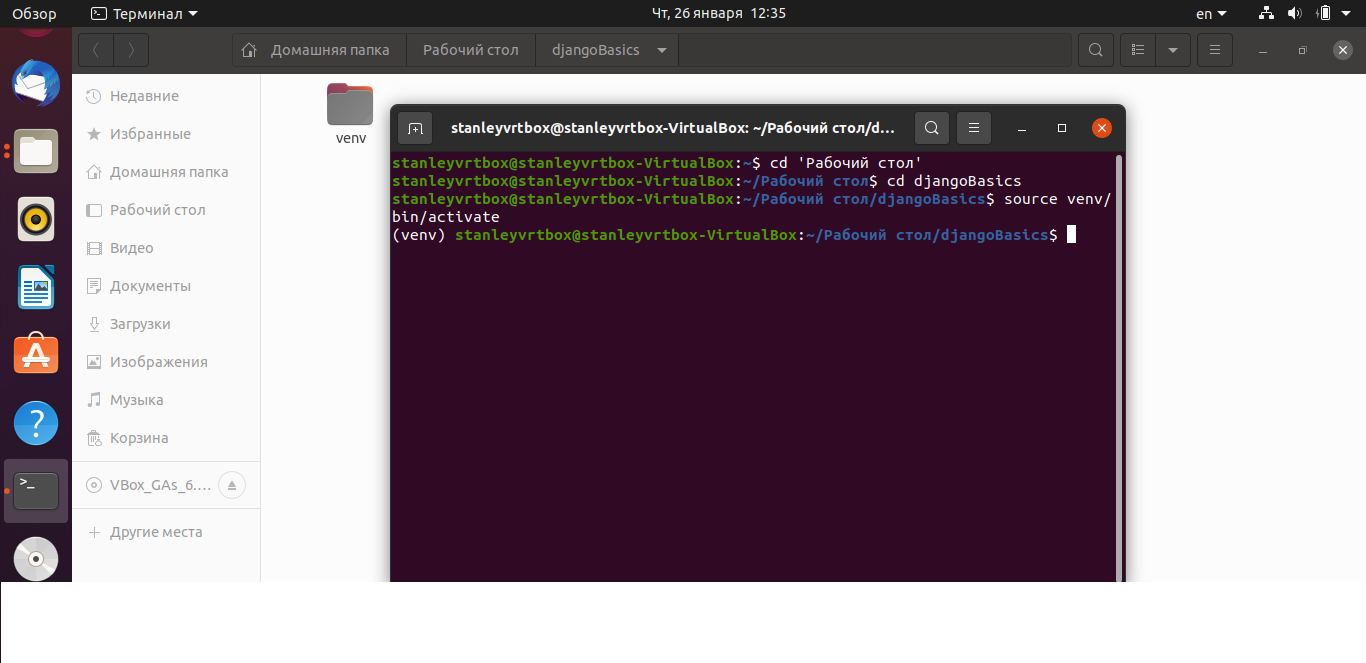 Обзор
Терминал
Чт, 26 января 12:35
en
Домашняя папка
Рабочий стол
djangoBasics
Недавние
Избранные
Домашняя папка
Рабочий стол
Видео
Документы
Загрузки
Изображения
Музыка
Корзина
VBox_GAs_6....
Другие места
venv
stanleyvrtbox@stanleyvrtbox-VirtualBox: ~/Рабочий стол/d...
stanleyvrtbox@stanleyvrtbox-VirtualBox:~$ cd 'Рабочий стол'
stanleyvrtbox@stanleyvrtbox-VirtualBox:~/Рабочий стол$ cd djangoBasics
stanleyvrtbox@stanleyvrtbox-VirtualBox:~/Рабочий стол/djangoBasics$ source venv/
bin/activate
(venv) stanleyvrtbox@stanleyvrtbox-VirtualBox:~/Рабочий стол/djangoBasics$